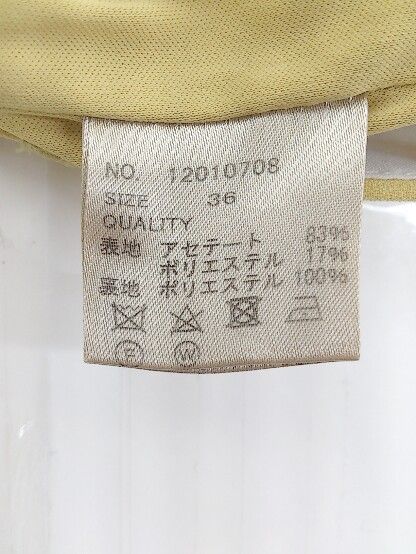 NO. 12010708
SIZE 36
QUALITY
表地 アセテート 83%
ポリエステル 17%
裏地 ポリエステル 100%
F W